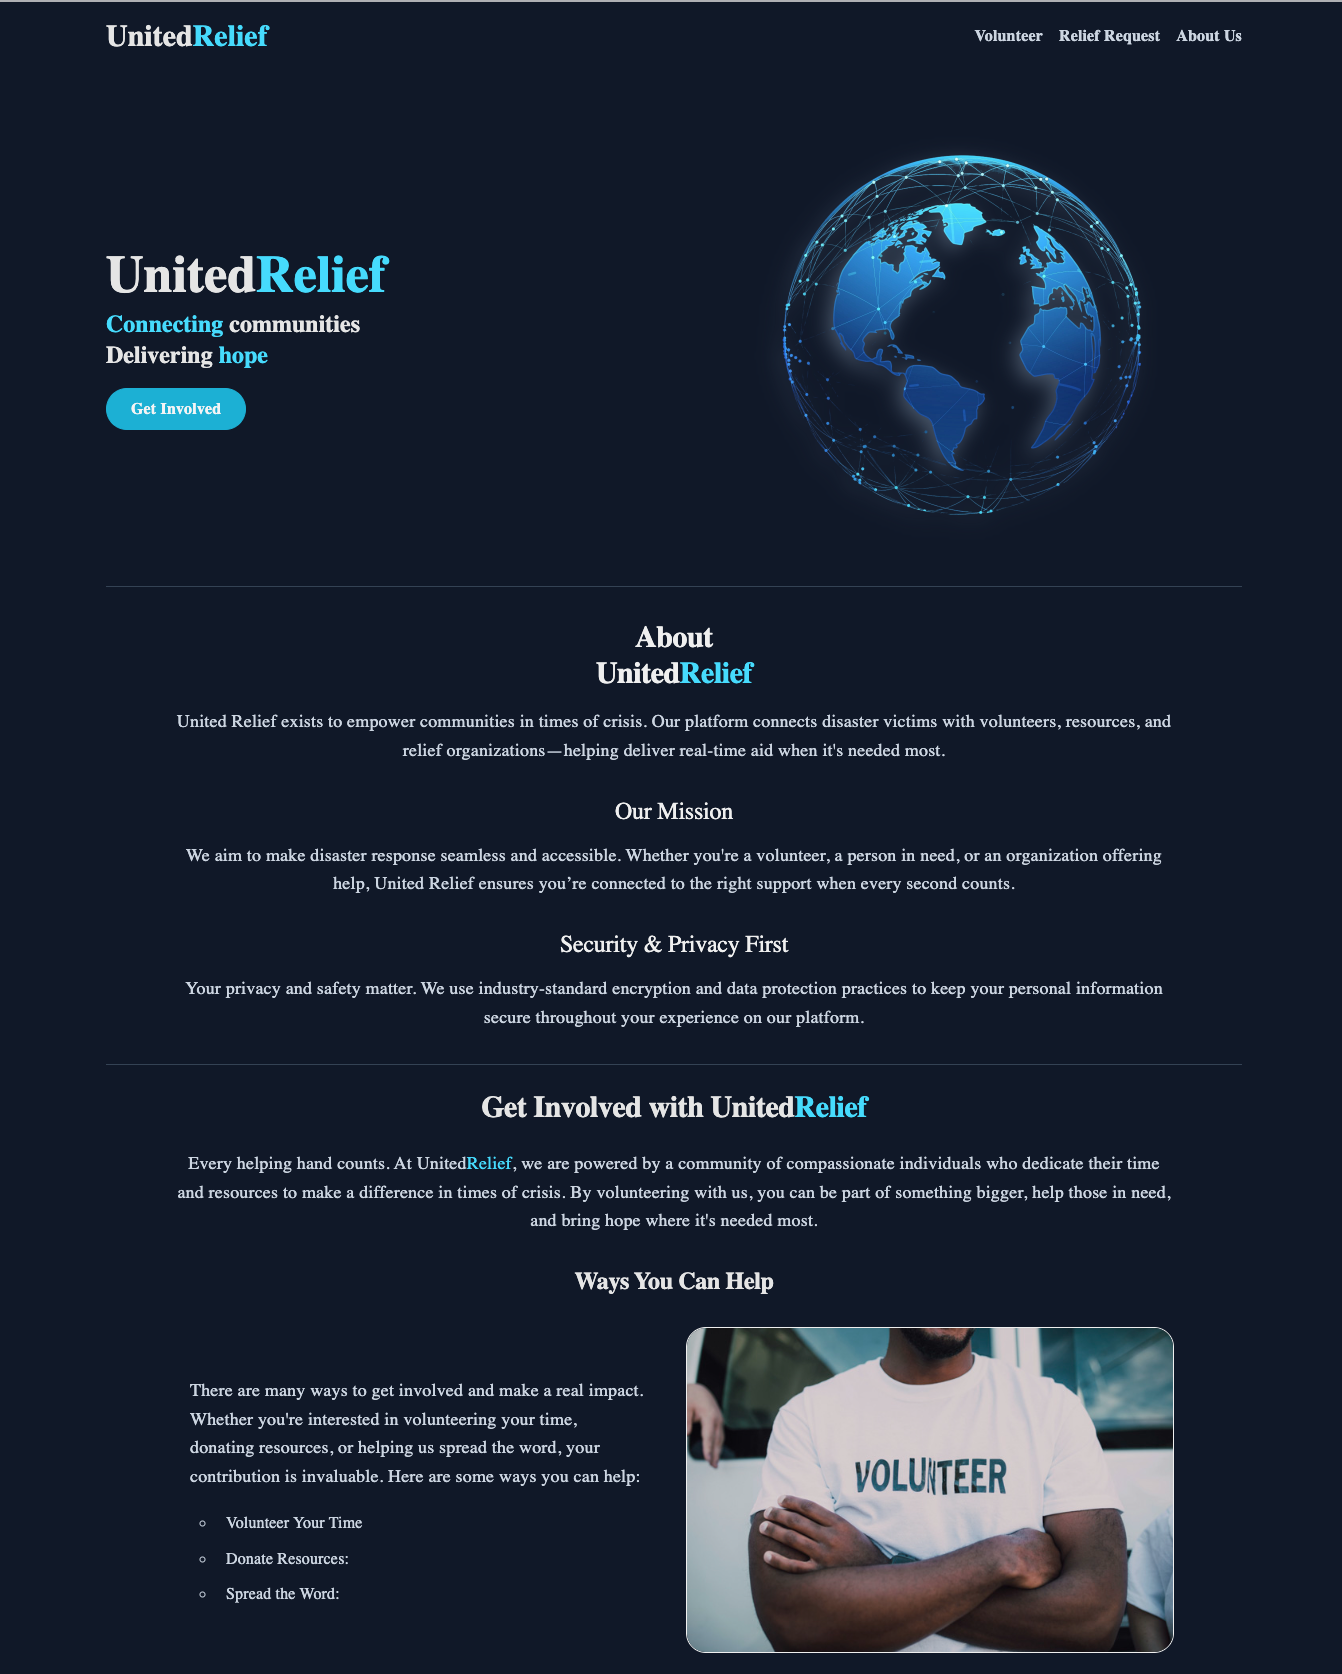 UnitedRelief
Volunteer Relief Request About Us
UnitedRelief
Connecting communities
Delivering hope
Get Involved
About
UnitedRelief
United Relief exists to empower communities in times of crisis. Our platform connects disaster victims with volunteers, resources, and
relief organizations—helping deliver real-time aid when it's needed most.
Our Mission
We aim to make disaster response seamless and accessible. Whether you're a volunteer, a person in need, or an organization offering
help, United Relief ensures you’re connected to the right support when every second counts.
Security & Privacy First
Your privacy and safety matter. We use industry-standard encryption and data protection practices to keep your personal information
secure throughout your experience on our platform.
Get Involved with UnitedRelief
Every helping hand counts. At UnitedRelief, we are powered by a community of compassionate individuals who dedicate their time
and resources to make a difference in times of crisis. By volunteering with us, you can be part of something bigger, help those in need,
and bring hope where it's needed most.
Ways You Can Help
There are many ways to get involved and make a real impact.
Whether you're interested in volunteering your time,
donating resources, or helping us spread the word, your
contribution is invaluable. Here are some ways you can help:
Volunteer Your Time
Donate Resources:
Spread the Word:
VOLUNTEER